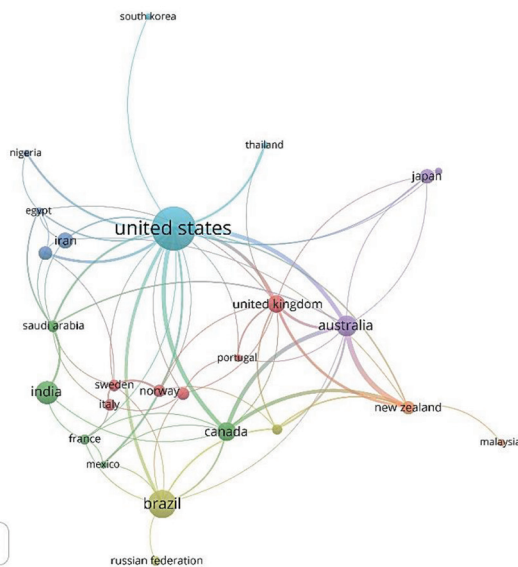 south korea
thailand
nigeria
japan
egypt
united states
iran
united kingdom
saudi arabia
australia
portugal
sweden
norway
india
italy
new zealand
canada
france
malaysia
mexico
brazil
russian federation